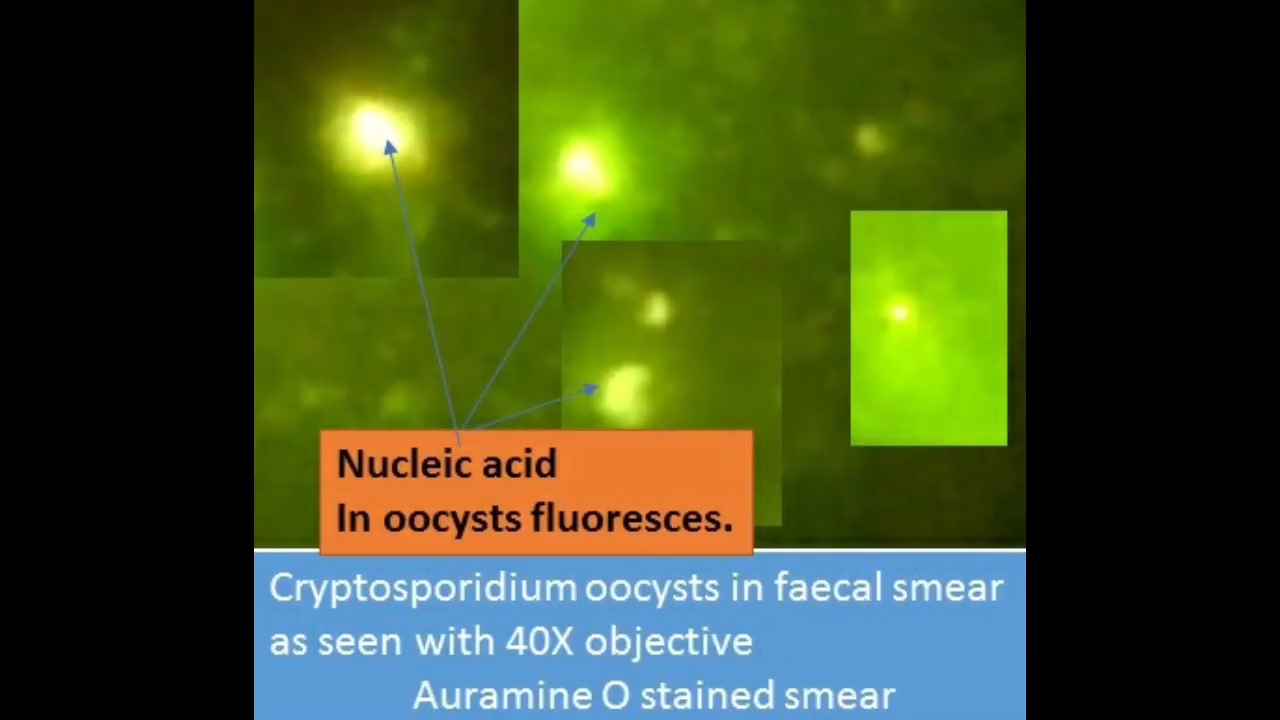 Nucleic acid
In oocysts fluoresces.
Cryptosporidium oocysts in faecal smear
as seen with 40X objective
Auramine O stained smear